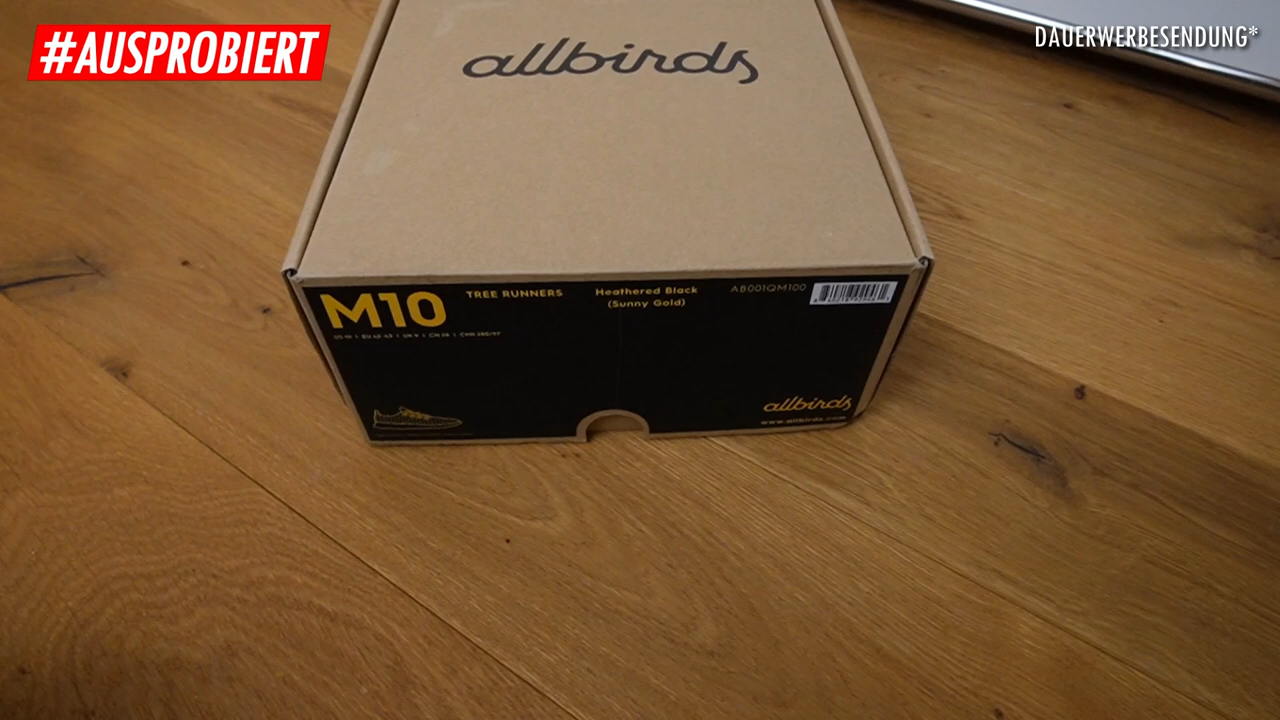 #AUSPROBIERT
DAUERWERBESENDUNG*
allbirds
M10
TREE RUNNERS
Heathered Black
(Sunny Gold)
AB001QM100
allbirds
www.allbirds.com